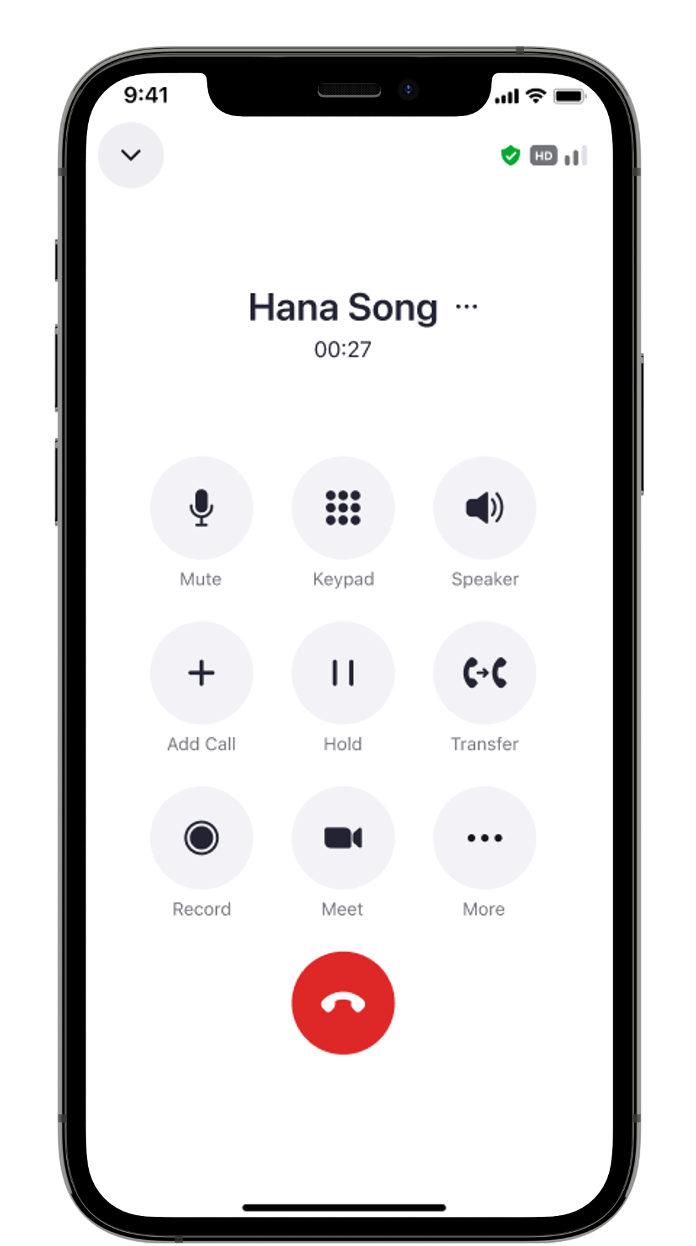 9:41
HD
Hana Song ...
00:27
Mute Keypad Speaker
Add Call Hold Transfer
Record Meet More